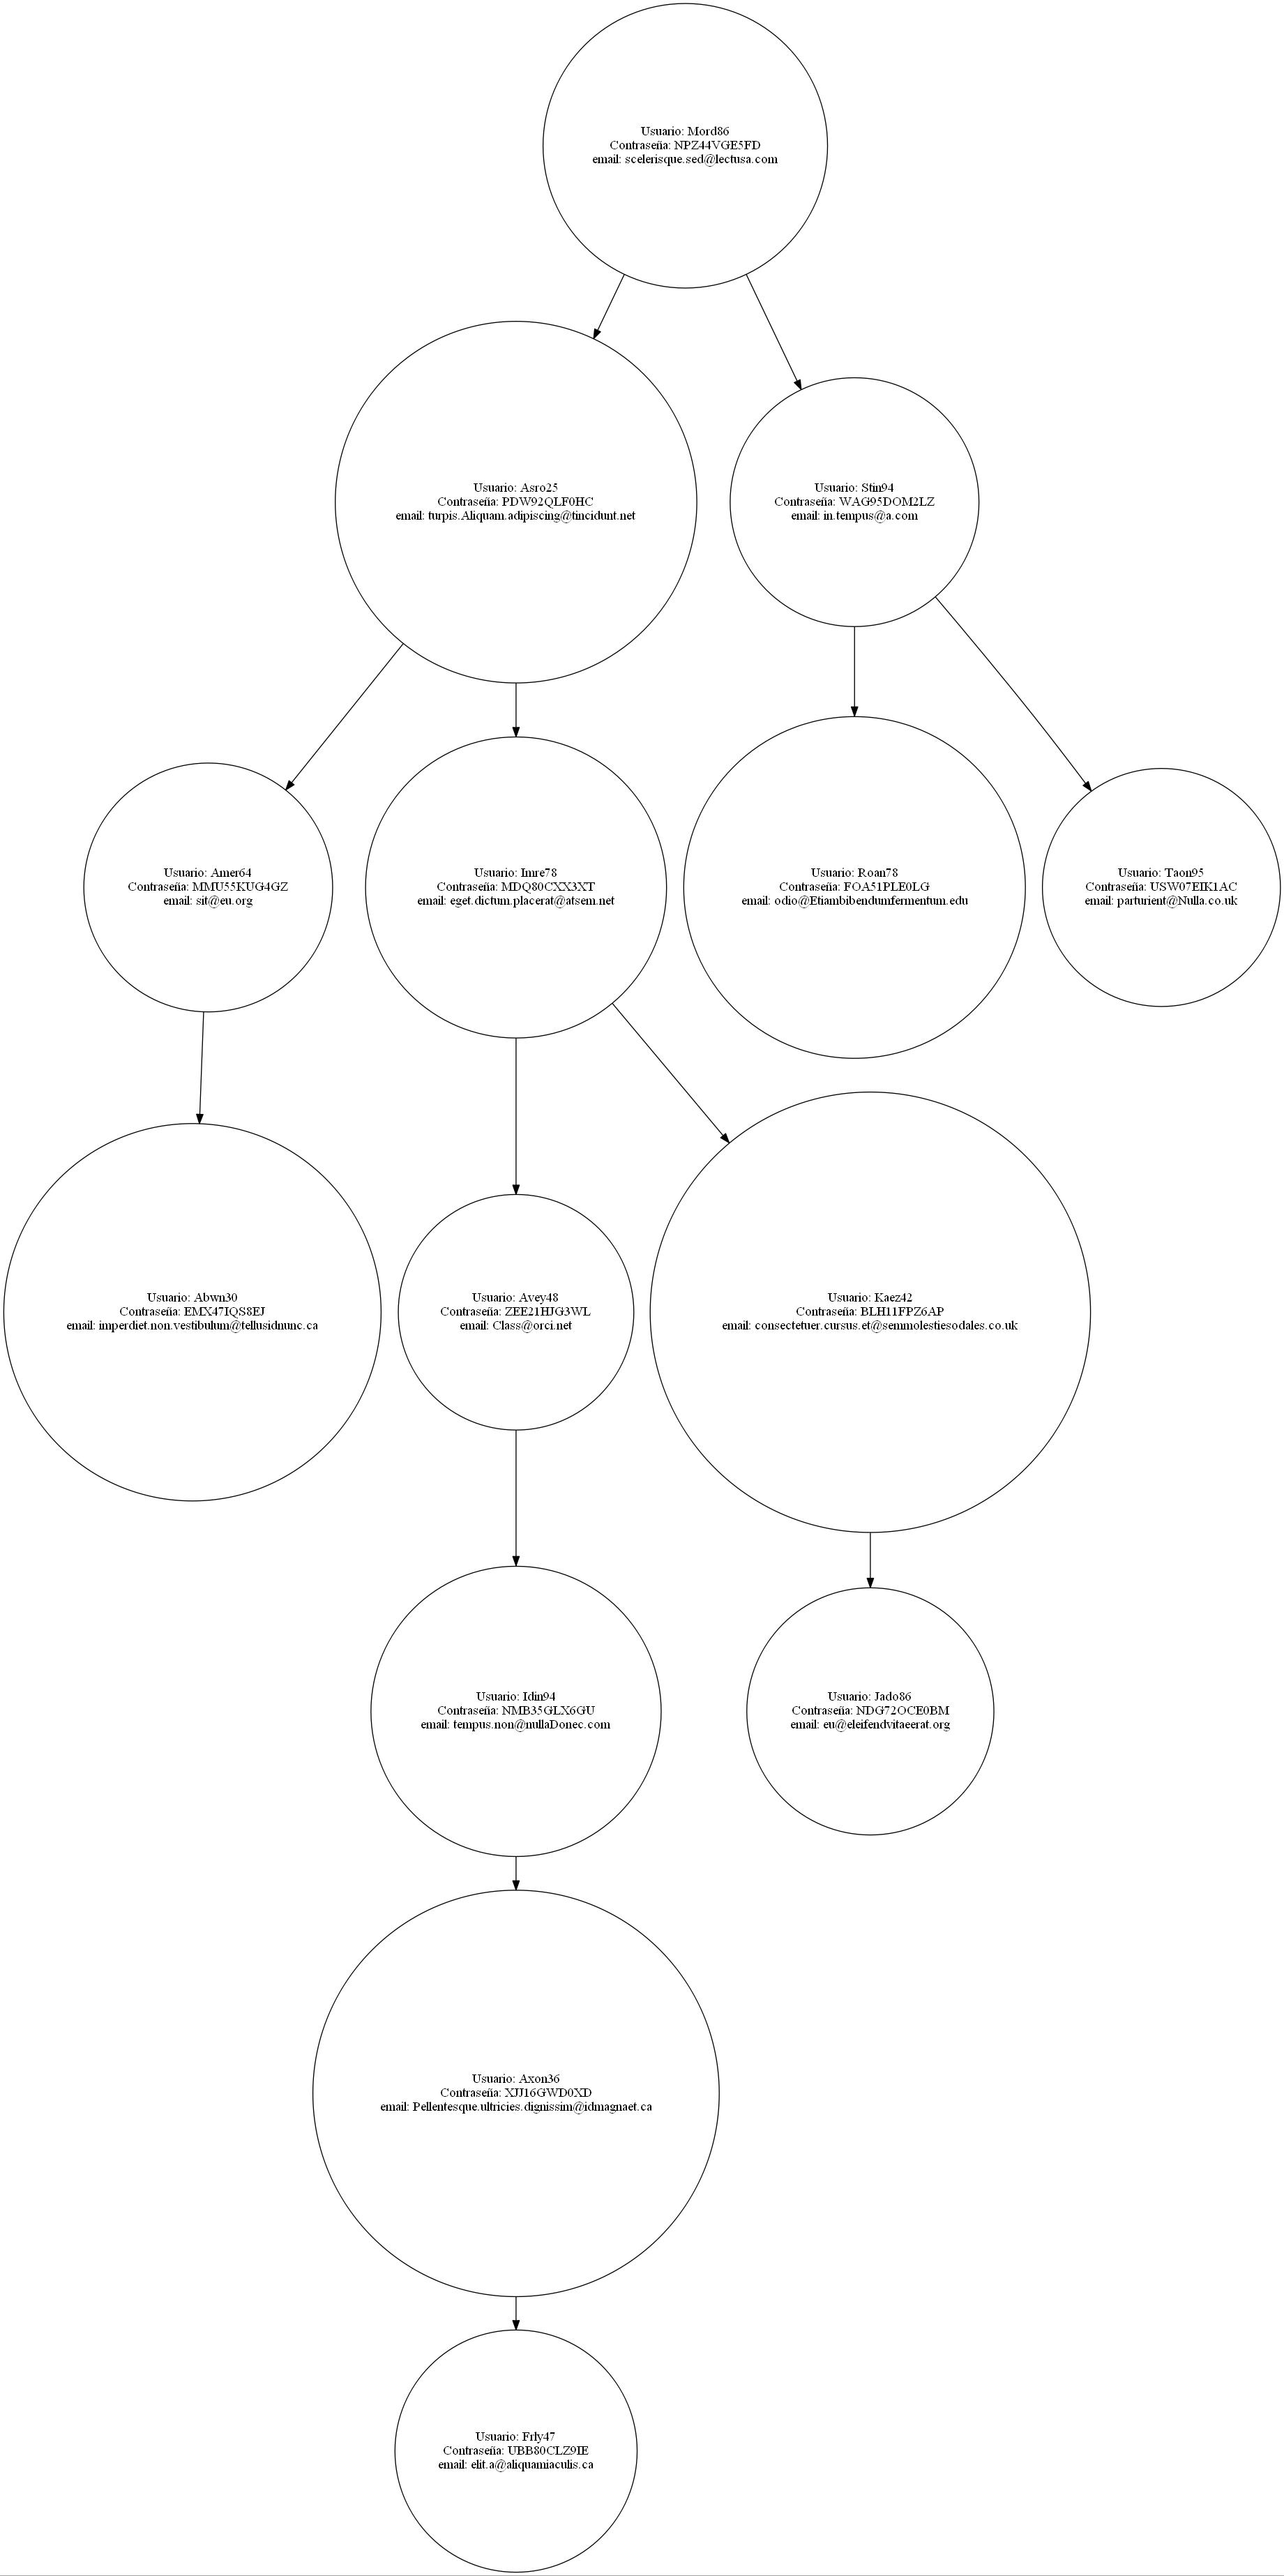 Usuario: Mord86
Contraseña: NPZ44VGE5FD
email: scelerisque.sed@lectusa.com
Usuario: Asro25
Contraseña: PDW92QLF0HC
email: turpis.Aliquam.adipiscing@tincidunt.net
Usuario: Stin94
Contraseña: WAG95DOM2LZ
email: in.tempus@a.com
Usuario: Amer64
Contraseña: MMU55KUG4GZ
email: sit@eu.org
Usuario: Imre78
Contraseña: MDQ80CXX3XT
email: eget.dictum.placerat@atsem.net
Usuario: Roan78
Contraseña: FOA51PLE0LG
email: odio@Etiambibendumfermentum.edu
Usuario: Taon95
Contraseña: USW07EIK1AC
email: parturient@Nulla.co.uk
Usuario: Abwn30
Contraseña: EMX47IQS8EJ
email: imperdiet.non.vestibulum@tellusidnunc.ca
Usuario: Avey48
Contraseña: ZEE21HJG3WL
email: Class@orci.net
Usuario: Kaez42
Contraseña: BLH11FPZ6AP
email: consectetuer.cursus.et@semmolestiesodales.co.uk
Usuario: Idin94
Contraseña: NMB35GLX6GU
email: tempus.non@nullaDonec.com
Usuario: Jado86
Contraseña: NDG72OCE0BM
email: eu@eleifendvitaeerat.org
Usuario: Axon36
Contraseña: XJJ16GWD0XD
email: Pellentesque.ultricies.dignissim@idmagnaet.ca
Usuario: Frly47
Contraseña: UBB80CLZ9IE
email: elit.a@aliquamiaculis.ca